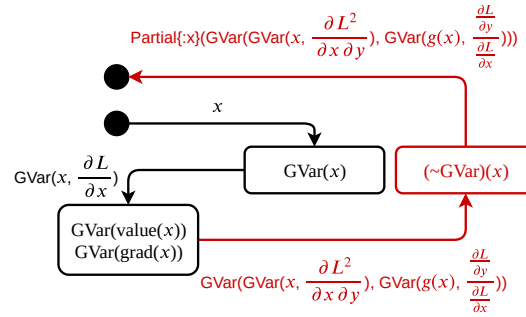 Partial{:x}(GVar(GVar(x, ∂L²/∂x ∂y), GVar(g(x), ∂L/∂y / ∂L/∂x)))
x
GVar(x)
(~GVar)(x)
GVar(x, ∂L/∂x)
GVar(value(x))
GVar(grad(x))
GVar(GVar(x, ∂L²/∂x ∂y), GVar(g(x), ∂L/∂y / ∂L/∂x))